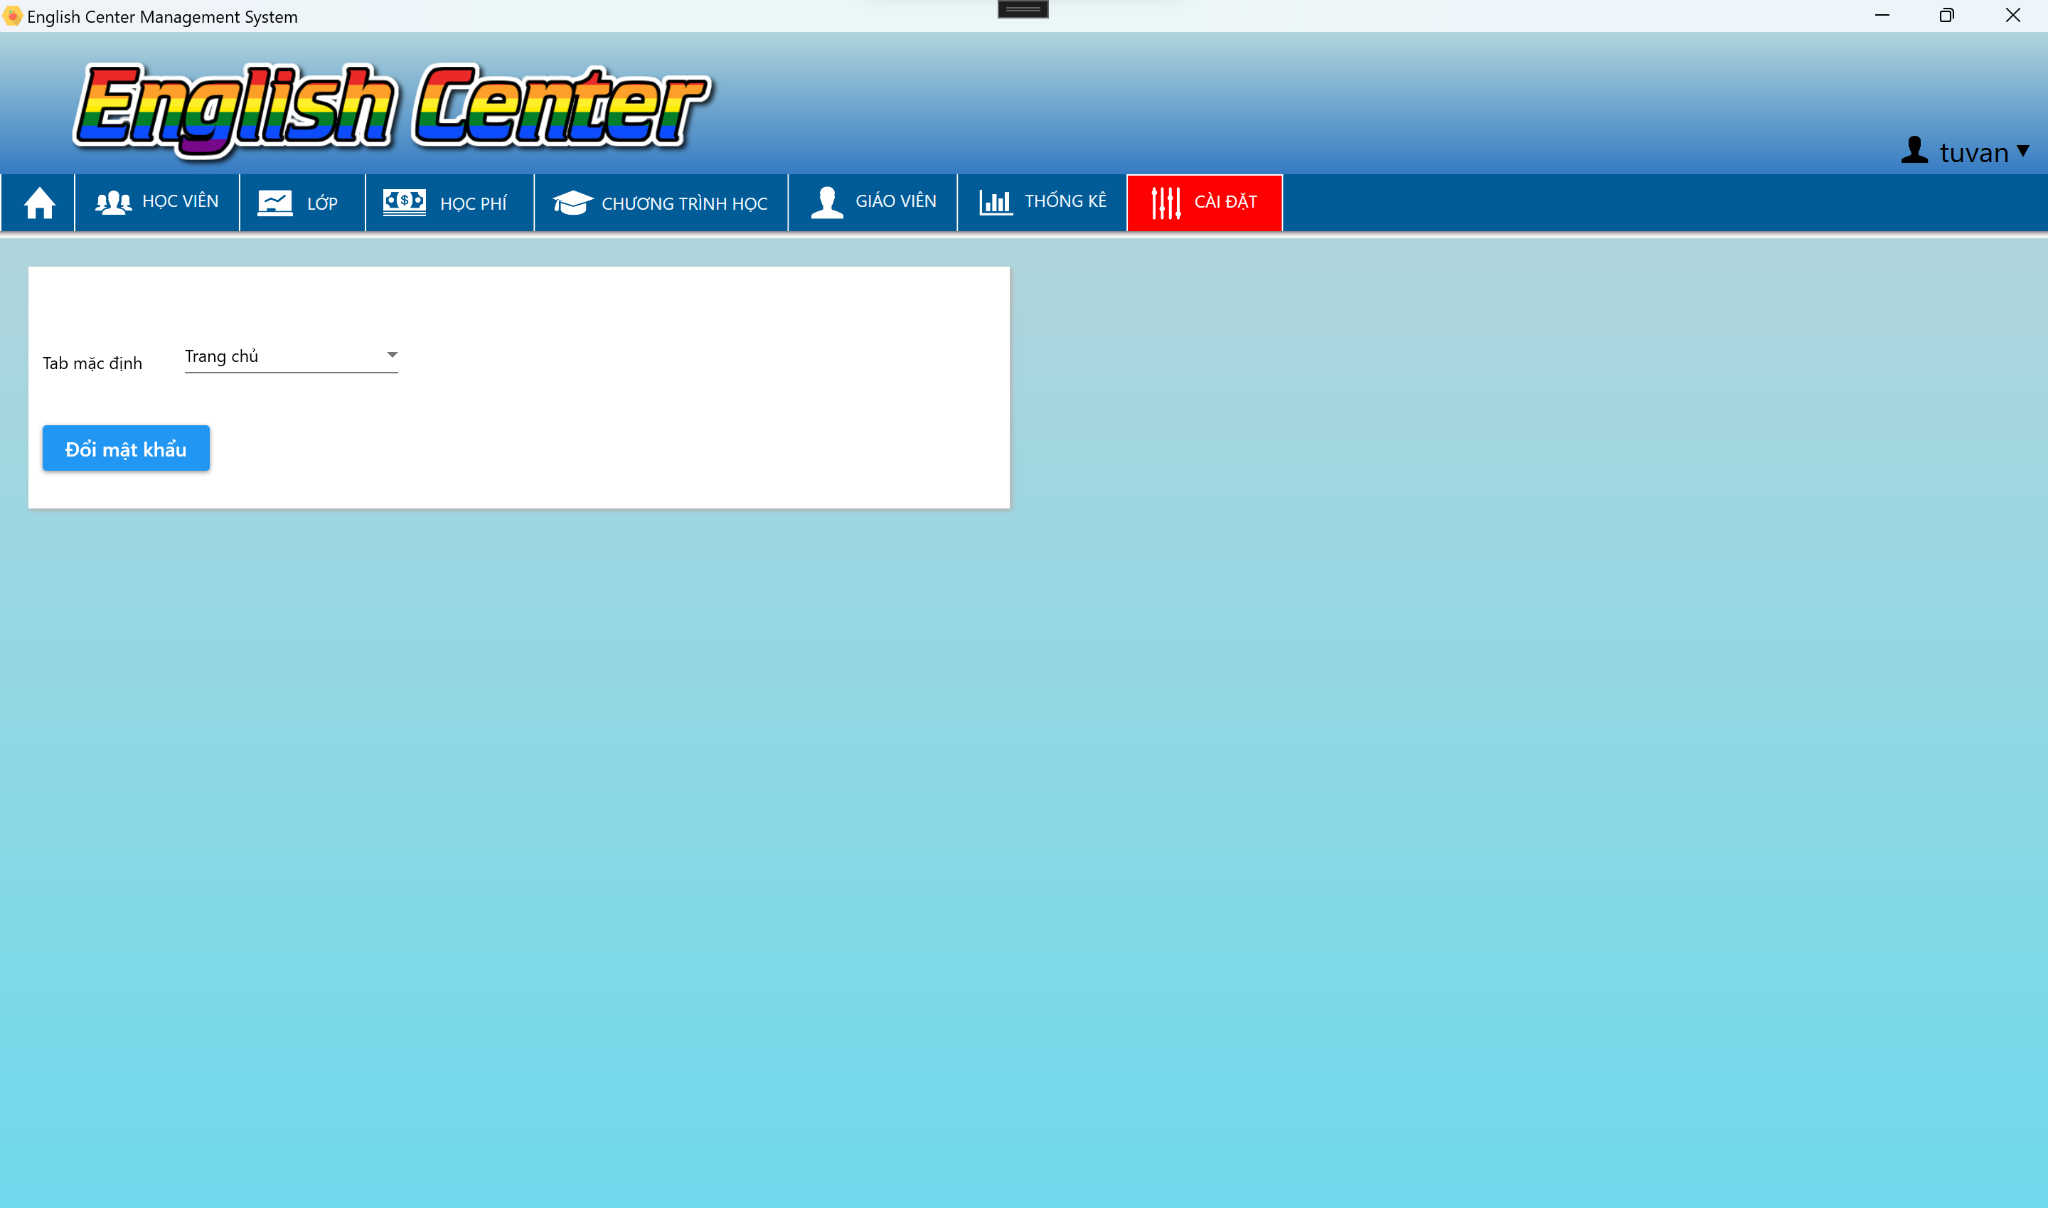 English Center Management System
English Center
tuvan
HỌC VIÊN LỚP HỌC PHÍ CHƯƠNG TRÌNH HỌC GIÁO VIÊN THỐNG KÊ CÀI ĐẶT
Tab mặc định Trang chủ
Đổi mật khẩu